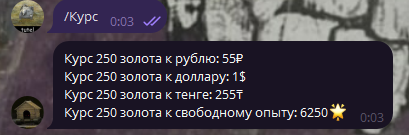 /Курс
0:03
Курс 250 золота к рублю: 55₽
Курс 250 золота к доллару: 1$
Курс 250 золота к тенге: 255₸
Курс 250 золота к свободному опыту: 6250🌟
0:03